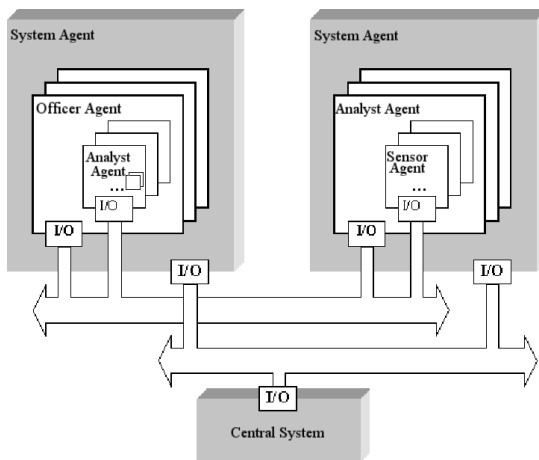 System Agent
Officer Agent
Analyst
Agent
...
I/O
I/O
I/O
System Agent
Analyst Agent
Sensor
Agent
...
I/O
I/O
I/O
I/O
Central System